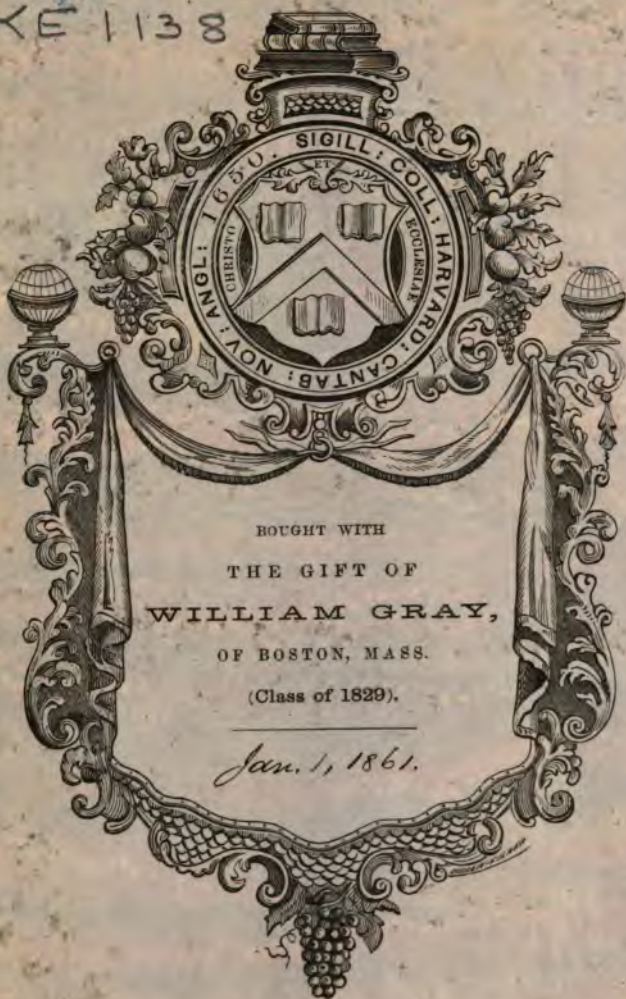 KE 1138
SIGILL: COLL: HARVARD: CANTAB: NOV: ANGL: 1650.
ET
CHRISTO
ECCLESIAE
BOUGHT WITH
THE GIFT OF
WILLIAM GRAY,
OF BOSTON, MASS.
(Class of 1829).
Jan. 1, 1861.